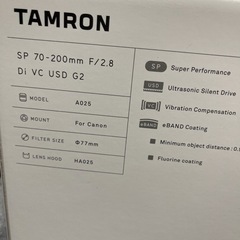 TAMRON
SP 70-200mm F/2.8
Di VC USD G2
MODEL A025
MOUNT For Canon
FILTER SIZE Φ77mm
LENS HOOD HA025
SP Super Performance
USD Ultrasonic Silent Drive
VC Vibration Compensation
eBAND Coating
• Minimum object distance: 0.
• Fluorine coating